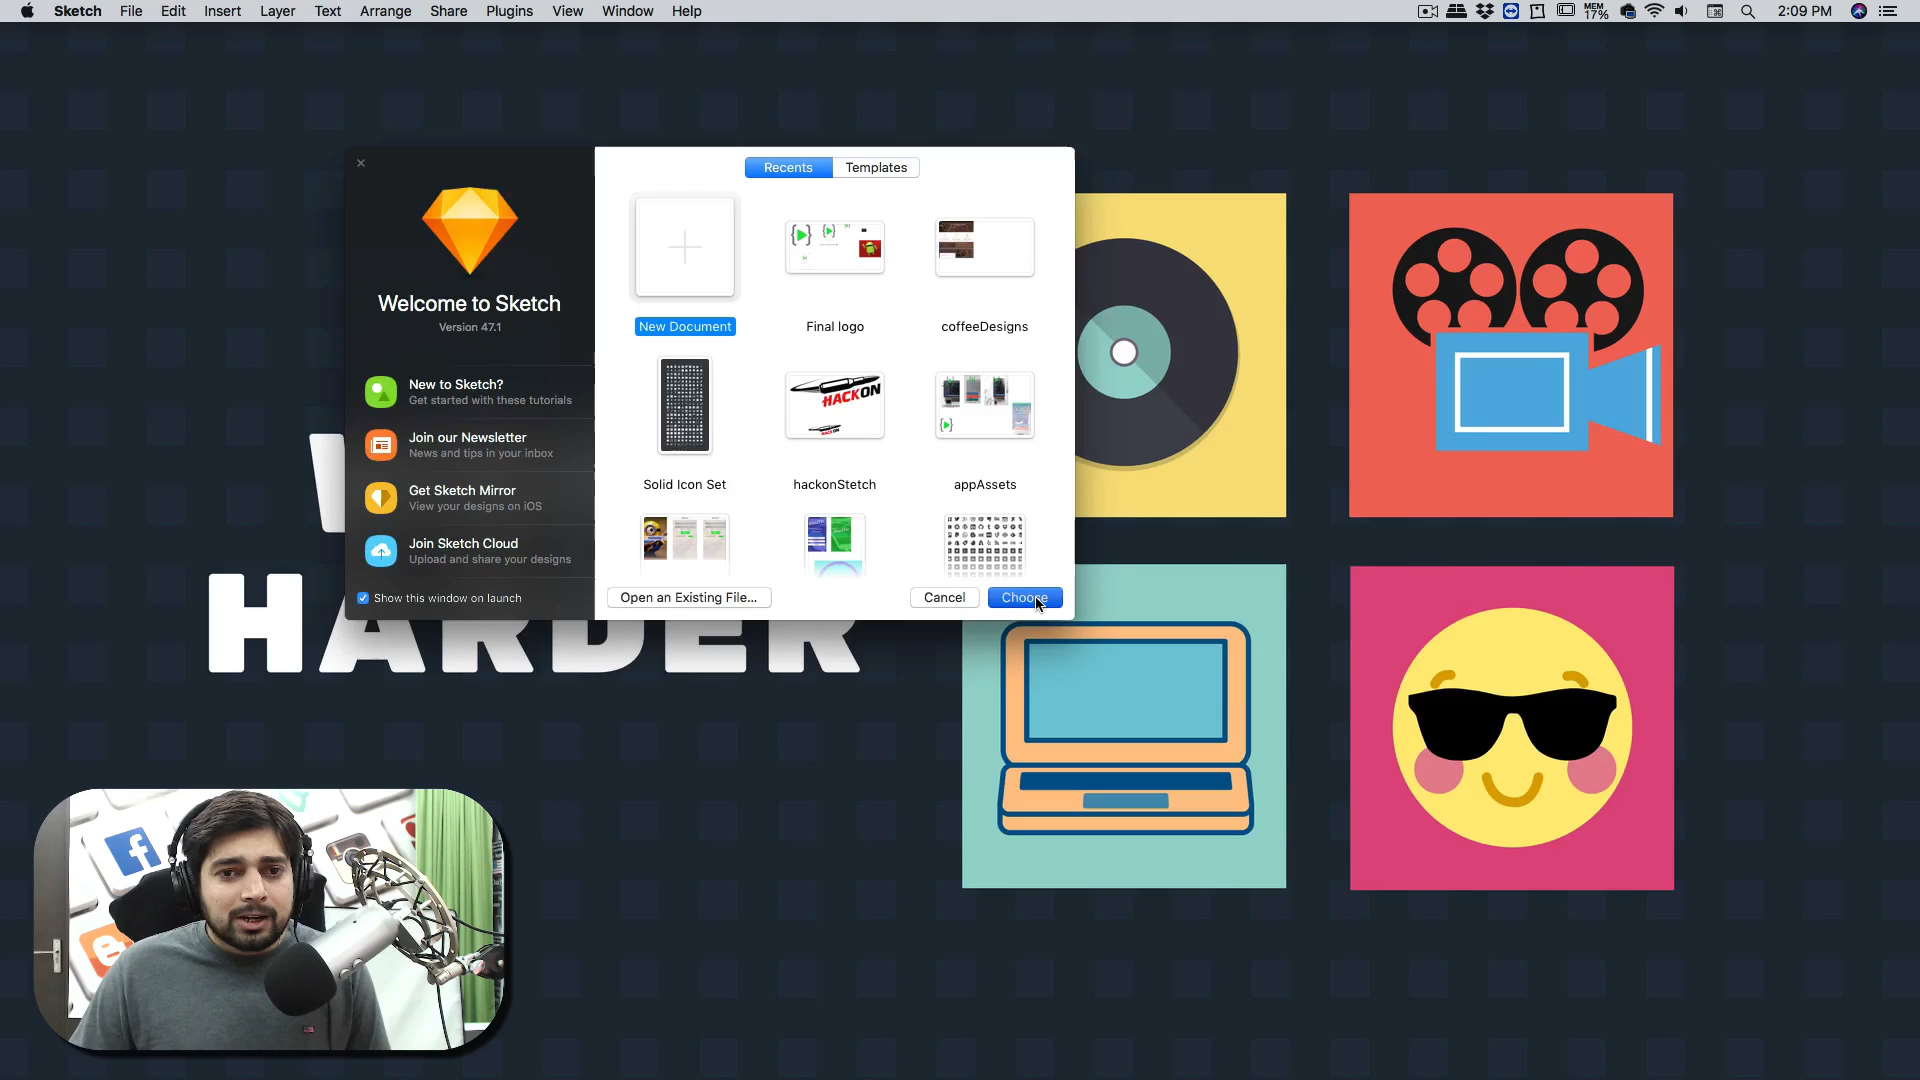 Sketch File Edit Insert Layer Text Arrange Share Plugins View Window Help
MEM
17%
2:09 PM
Recents
Templates
Welcome to Sketch
Version 47.1
New to Sketch?
Get started with these tutorials
Join our Newsletter
News and tips in your inbox
Get Sketch Mirror
View your designs on iOS
Join Sketch Cloud
Upload and share your designs
Show this window on launch
New Document
Final logo
coffeeDesigns
HACKON
Solid Icon Set
hackonStetch
appAssets
Open an Existing File...
Cancel
Choose
HARDER